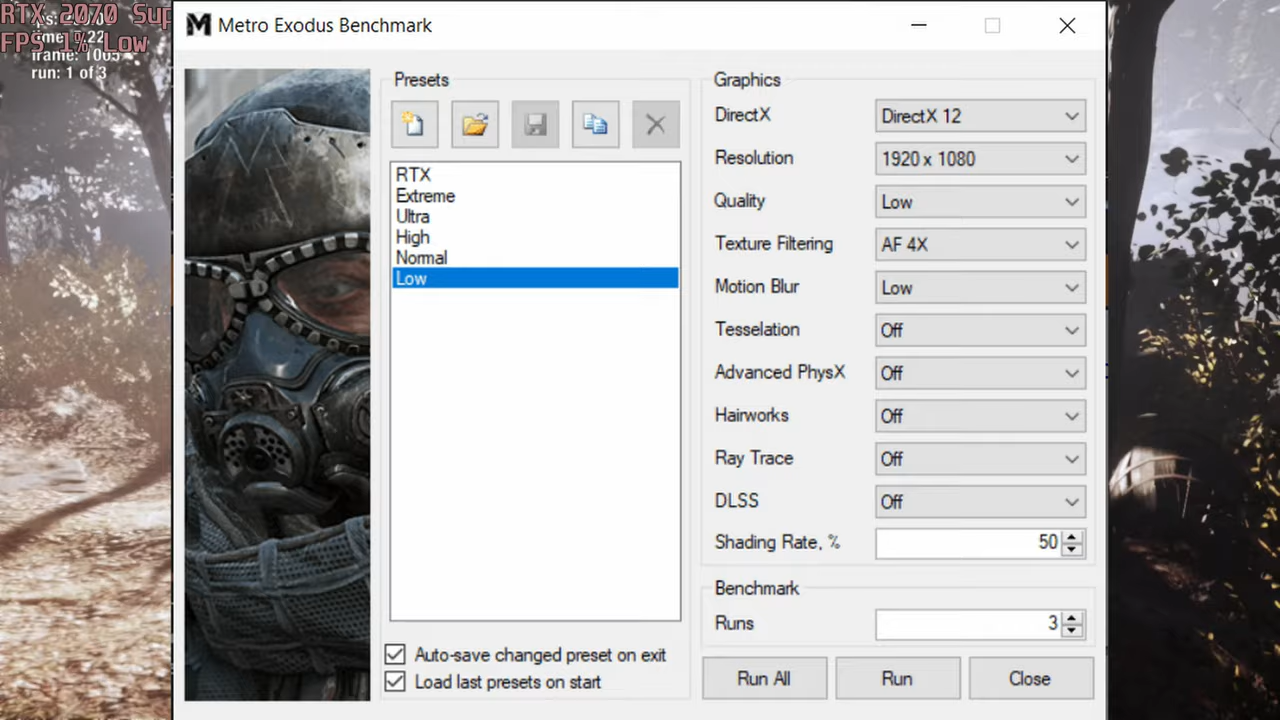 RTX 2070 Sup
FPS 1% Low
frame: 1005
run: 1 of 3
Metro Exodus Benchmark
Presets
RTX
Extreme
Ultra
High
Normal
Low
Auto-save changed preset on exit
Load last presets on start
Graphics
DirectX DirectX 12
Resolution 1920 x 1080
Quality Low
Texture Filtering AF 4X
Motion Blur Low
Tesselation Off
Advanced PhysX Off
Hairworks Off
Ray Trace Off
DLSS Off
Shading Rate, % 50
Benchmark
Runs 3
Run All Run Close